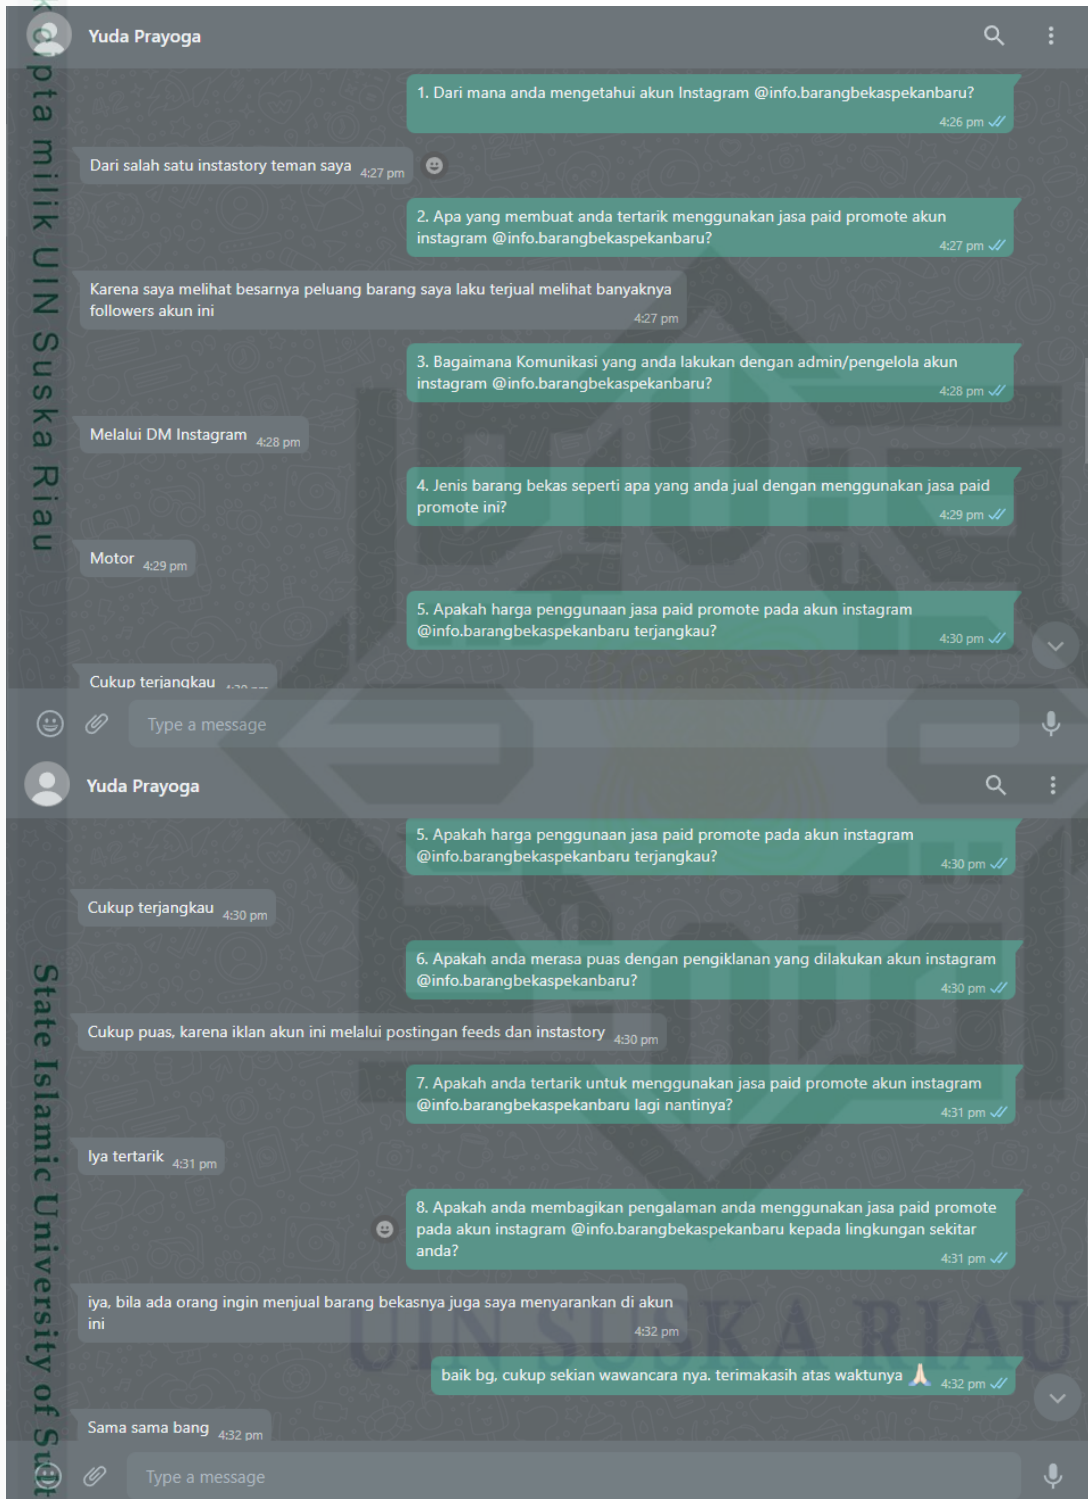 k cipta milik UIN Suska Riau
Yuda Prayoga
1. Dari mana anda mengetahui akun Instagram @info.barangbekaspekanbaru?
4:26 pm
Dari salah satu instastory teman saya 4:27 pm
2. Apa yang membuat anda tertarik menggunakan jasa paid promote akun
instagram @info.barangbekaspekanbaru?
4:27 pm
Karena saya melihat besarnya peluang barang saya laku terjual melihat banyaknya
followers akun ini
4:27 pm
3. Bagaimana Komunikasi yang anda lakukan dengan admin/pengelola akun
instagram @info.barangbekaspekanbaru?
4:28 pm
Melalui DM Instagram 4:28 pm
4. Jenis barang bekas seperti apa yang anda jual dengan menggunakan jasa paid
promote ini?
4:29 pm
Motor 4:29 pm
5. Apakah harga penggunaan jasa paid promote pada akun instagram
@info.barangbekaspekanbaru terjangkau?
4:30 pm
Cukup terjangkau
Type a message
Yuda Prayoga
5. Apakah harga penggunaan jasa paid promote pada akun instagram
@info.barangbekaspekanbaru terjangkau?
4:30 pm
Cukup terjangkau 4:30 pm
6. Apakah anda merasa puas dengan pengiklanan yang dilakukan akun instagram
@info.barangbekaspekanbaru?
4:30 pm
Cukup puas, karena iklan akun ini melalui postingan feeds dan instastory 4:30 pm
7. Apakah anda tertarik untuk menggunakan jasa paid promote akun instagram
@info.barangbekaspekanbaru lagi nantinya?
4:31 pm
Iya tertarik 4:31 pm
8. Apakah anda membagikan pengalaman anda menggunakan jasa paid promote
pada akun instagram @info.barangbekaspekanbaru kepada lingkungan sekitar
anda?
4:31 pm
iya, bila ada orang ingin menjual barang bekasnya juga saya menyarankan di akun
ini
4:32 pm
UIN SUSKA RIAU
baik bg, cukup sekian wawancara nya. terimakasih atas waktunya 🙏🏻 4:32 pm
Sama sama bang 4:32 pm
Type a message
State Islamic University of Sult